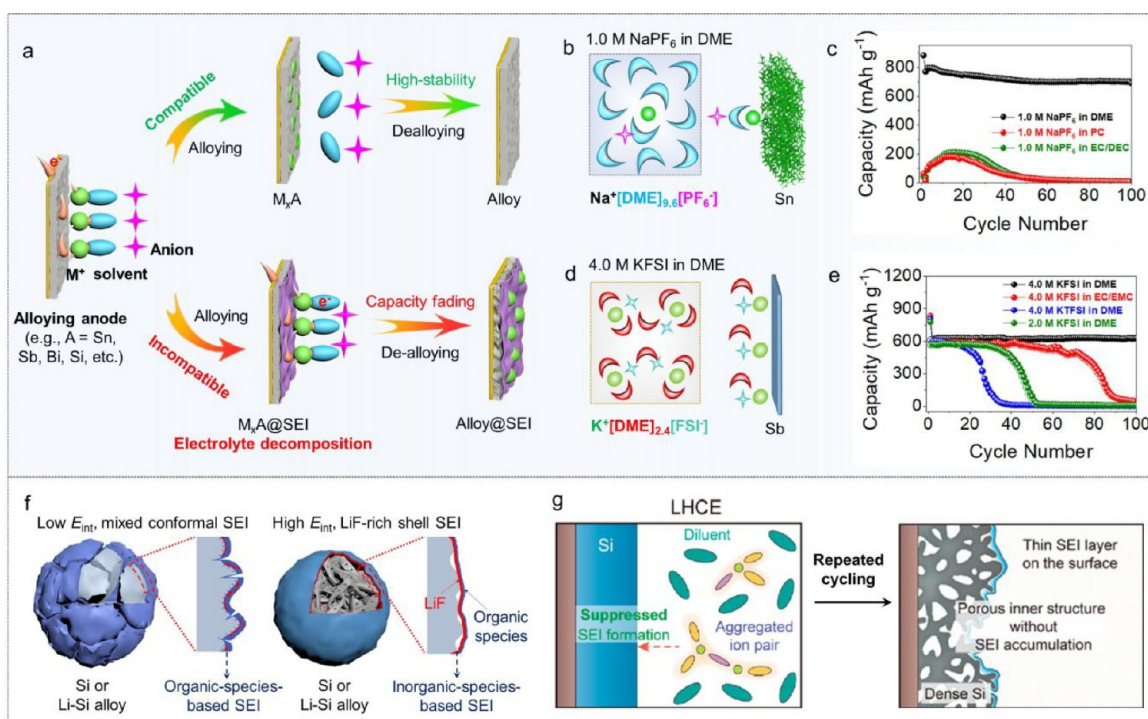 a
Compatible
Alloying
MₓA
High-stability
Dealloying
Alloy
e⁻
Anion
M⁺ solvent
Alloying anode
(e.g., A = Sn,
Sb, Bi, Si, etc.)
Incompatible
Alloying
e⁻
MₓA@SEI
Electrolyte decomposition
Capacity fading
De-alloying
Alloy@SEI
b
1.0 M NaPF₆ in DME
Na⁺[DME]₉.₆[PF₆⁻]
Sn
c
Capacity (mAh g⁻¹)
800
600
400
200
0
1.0 M NaPF₆ in DME
1.0 M NaPF₆ in PC
1.0 M NaPF₆ in EC/DEC
0 20 40 60 80 100
Cycle Number
d
4.0 M KFSI in DME
K⁺[DME]₂.₄[FSI⁻]
Sb
e
Capacity (mAh g⁻¹)
1200
900
600
300
0
4.0 M KFSI in DME
4.0 M KFSI in EC/EMC
4.0 M KTFSI in DME
2.0 M KFSI in DME
0 20 40 60 80 100
Cycle Number
f
Low Eᵢₙₜ, mixed conformal SEI
High Eᵢₙₜ, LiF-rich shell SEI
Si or
Li-Si alloy
Organic-species-
based SEI
LiF
Organic
species
Si or
Li-Si alloy
Inorganic-species-
based SEI
g
LHCE
Si
Diluent
Suppressed
SEI formation
Aggregated
ion pair
Repeated
cycling
Thin SEI layer
on the surface
Porous inner structure
without
SEI accumulation
Dense Si